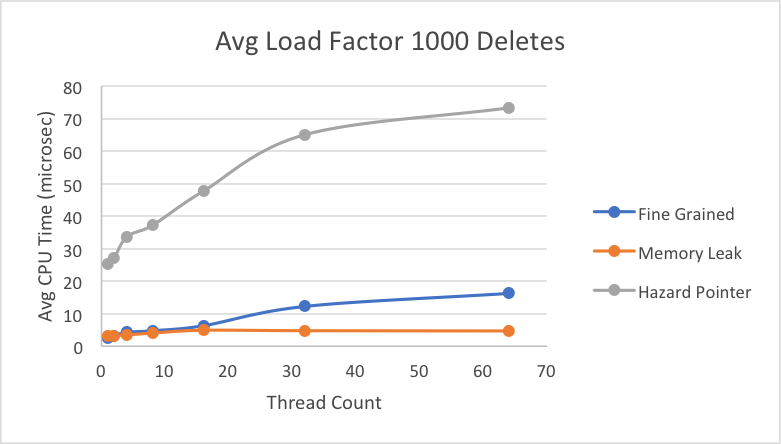 Avg Load Factor 1000 Deletes
Avg CPU Time (microsec)
80
70
60
50
40
30
20
10
0
0 10 20 30 40 50 60 70
Thread Count
Fine Grained
Memory Leak
Hazard Pointer